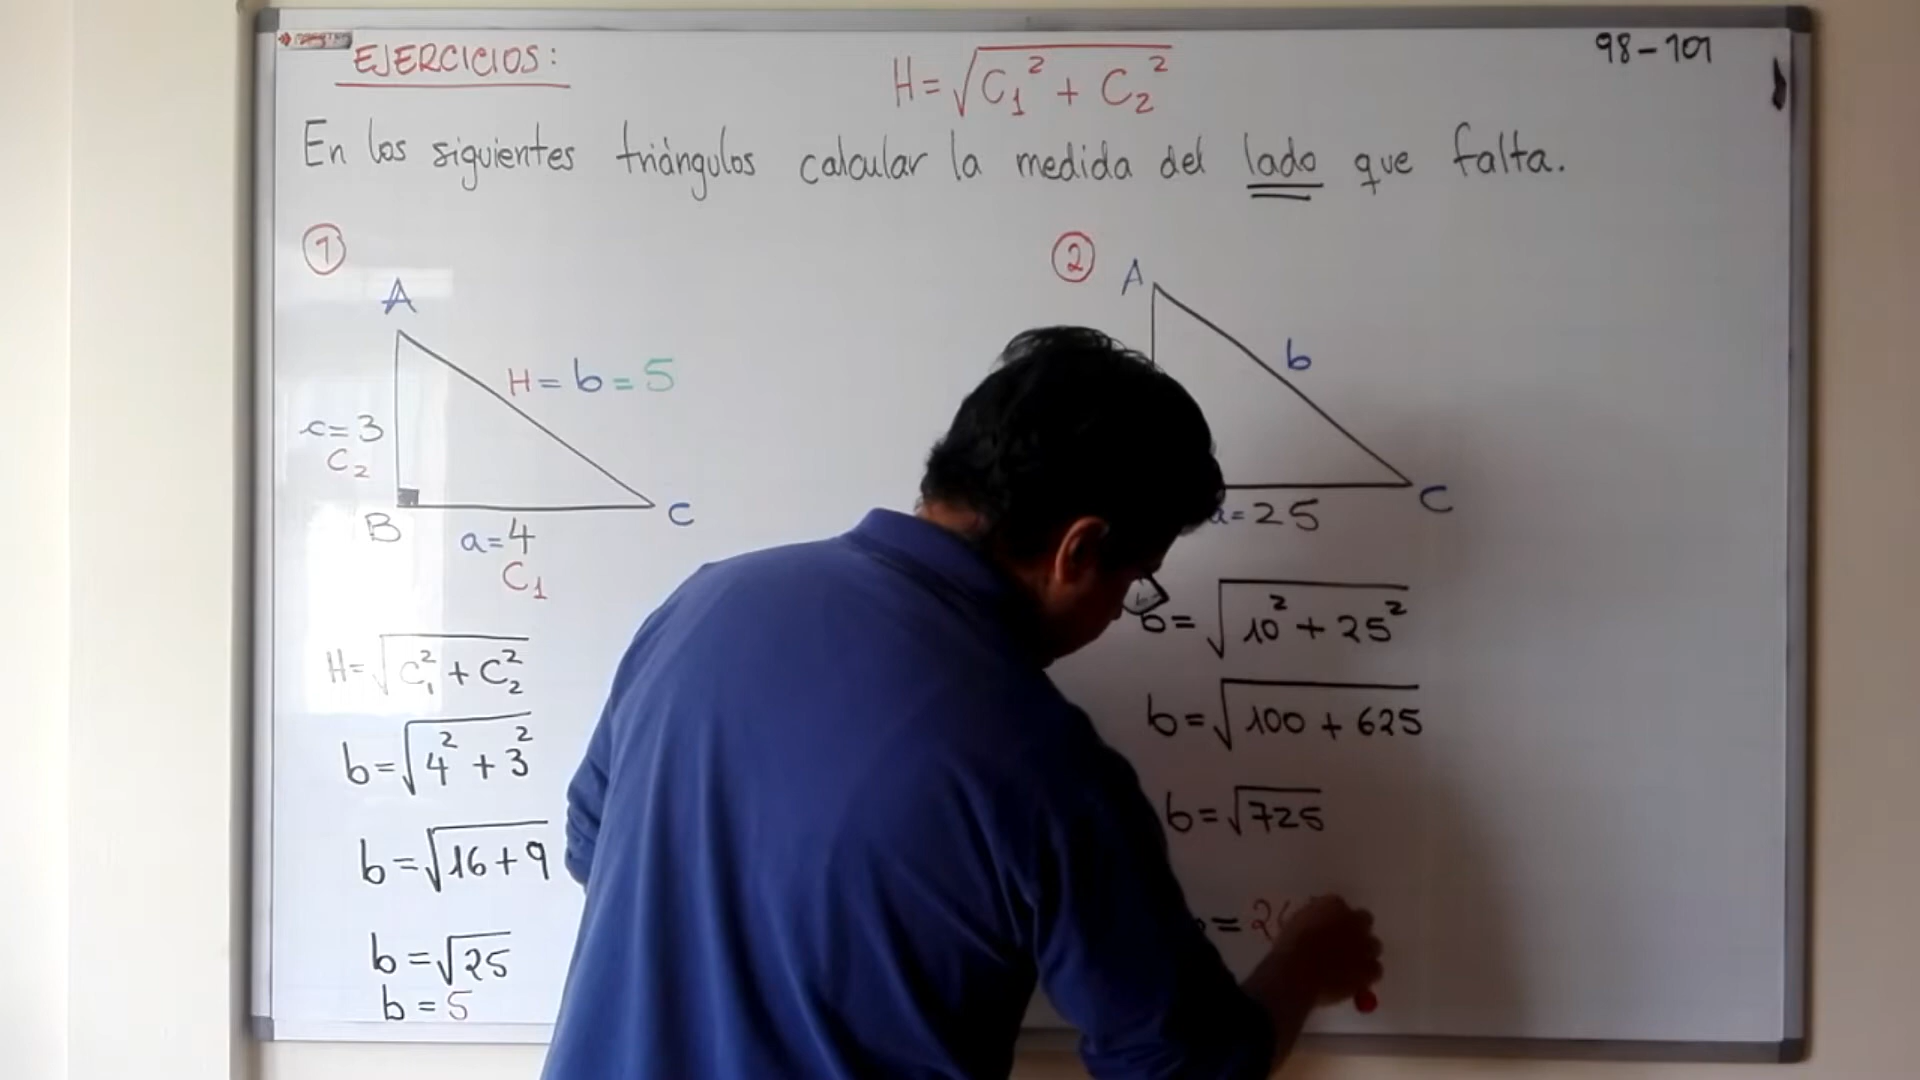 EJERCICIOS:
H=√C₁² + C₂²
98-101
En los siguientes triángulos calcular la medida del lado que falta.
1
A
H = b = 5
c = 3
C₂
B
a = 4
C₁
C
H=√C₁² + C₂²
b=√4² + 3²
b=√16+9
b=√25
b = 5
2
A
b
C
a=25
b=√10² + 25²
b=√100 + 625
b=√725